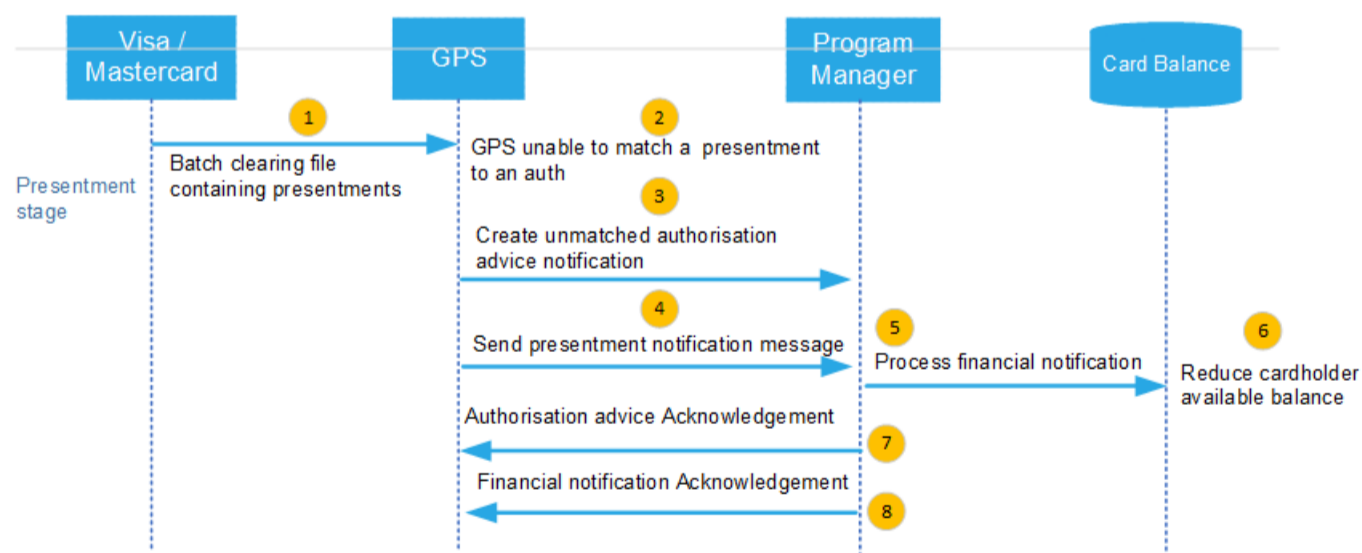 Visa /
Mastercard
GPS
Program
Manager
Card Balance
1
2
Batch clearing file
containing presentments
GPS unable to match a presentment
to an auth
Presentment
stage
3
Create unmatched authorisation
advice notification
4
Send presentment notification message
5
Process financial notification
6
Reduce cardholder
available balance
Authorisation advice Acknowledgement
7
Financial notification Acknowledgement
8